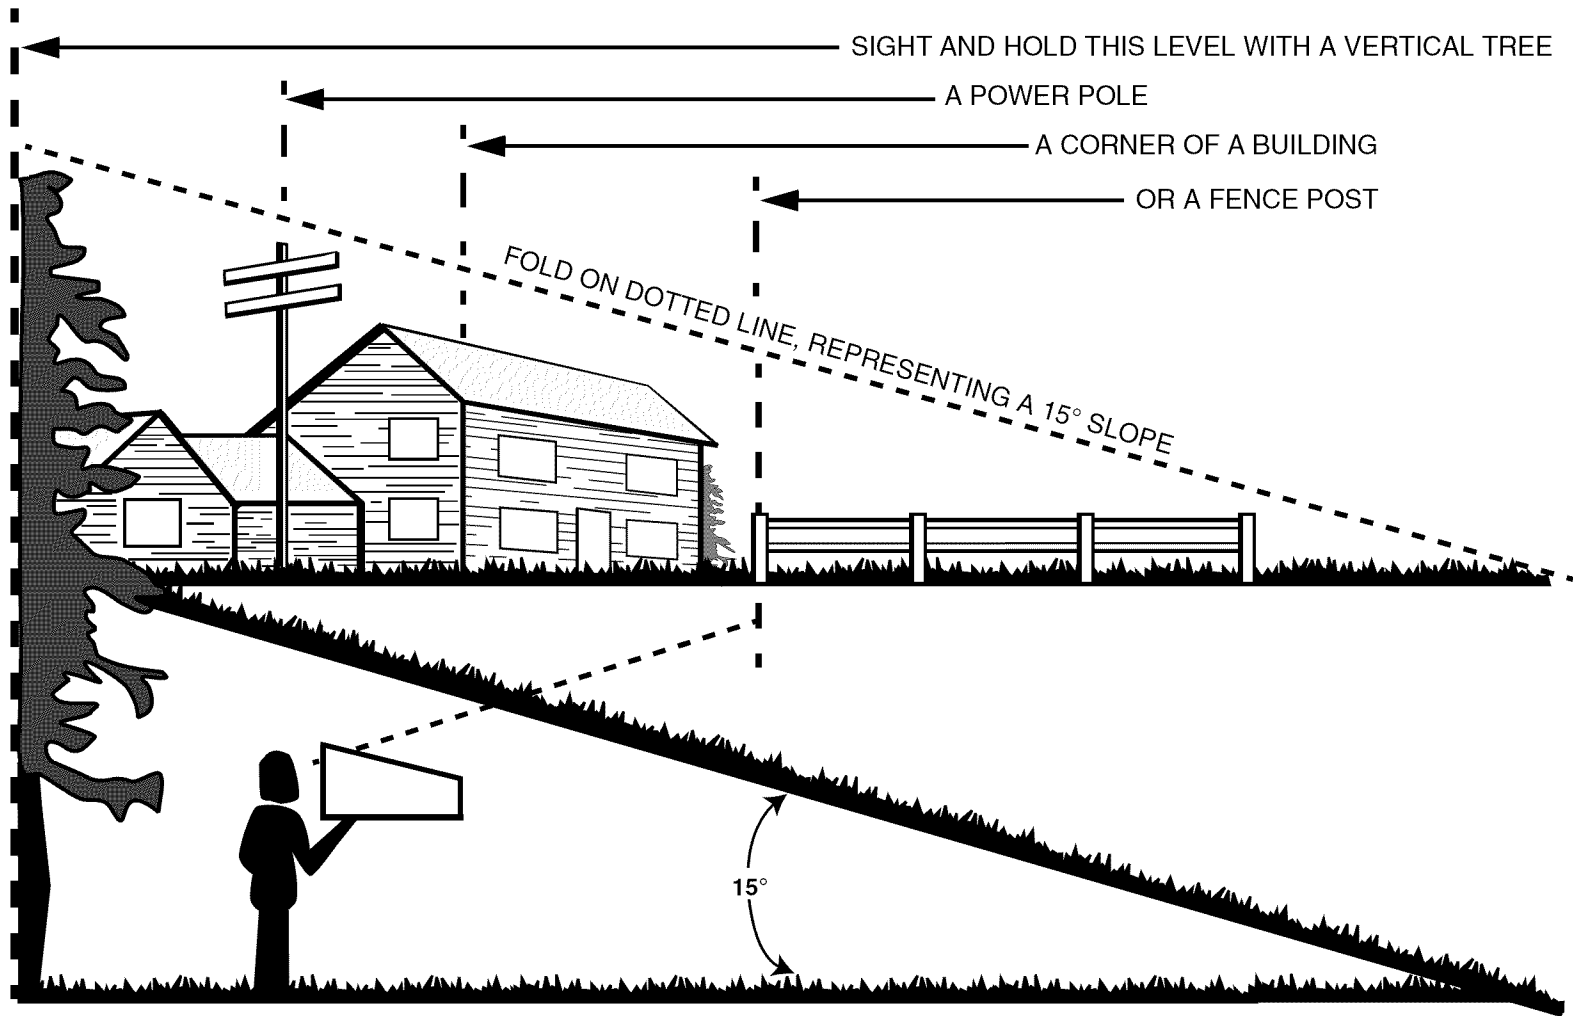 SIGHT AND HOLD THIS LEVEL WITH A VERTICAL TREE
A POWER POLE
A CORNER OF A BUILDING
OR A FENCE POST
FOLD ON DOTTED LINE, REPRESENTING A 15° SLOPE
15°